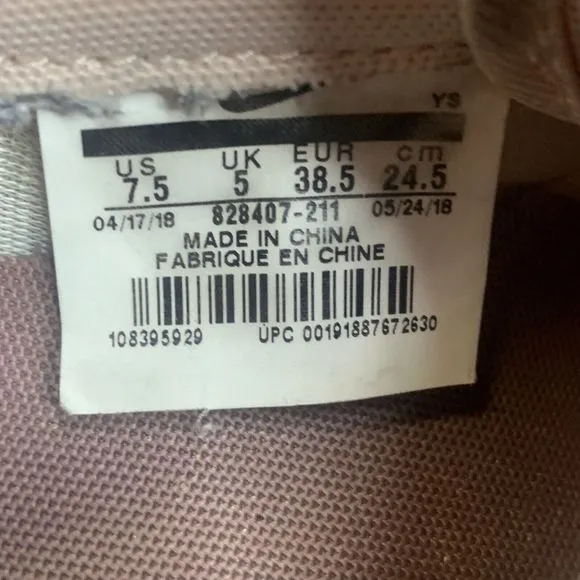 YS
US UK EUR cm
7.5 5 38.5 24.5
04/17/18 828407-211 05/24/18
MADE IN CHINA
FABRIQUE EN CHINE
108395929 UPC 00191887672630